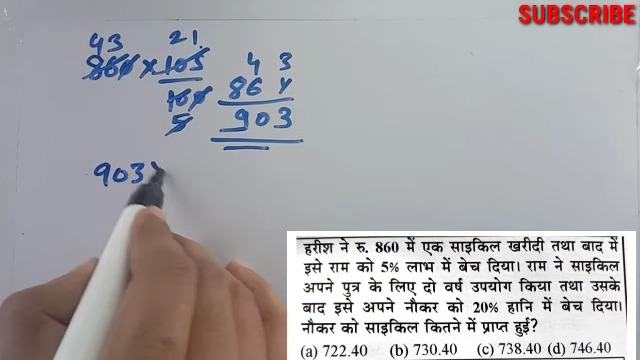 SUBSCRIBE
43 21
860 × 105 4 3
100 86 ×
5 903
903
हरीश ने रु. 860 में एक साइकिल खरीदी तथा बाद में
इसे राम को 5% लाभ में बेच दिया। राम ने साइकिल
अपने पुत्र के लिए दो वर्ष उपयोग किया तथा उसके
बाद इसे अपने नौकर को 20% हानि में बेच दिया।
नौकर को साइकिल कितने में प्राप्त हुई?
(a) 722.40 (b) 730.40 (c) 738.40 (d) 746.40